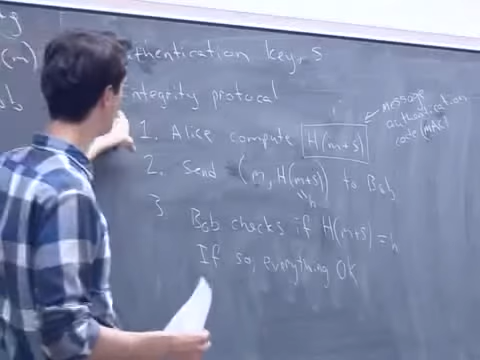 (m)
authentication key, s
Integrity protocal
1. Alice compute H(m+s)
message
authentication
code (MAC)
2. Send (m, H(m+s)) to Bob
h
3. Bob checks if H(m+s) = h
If so, everything OK